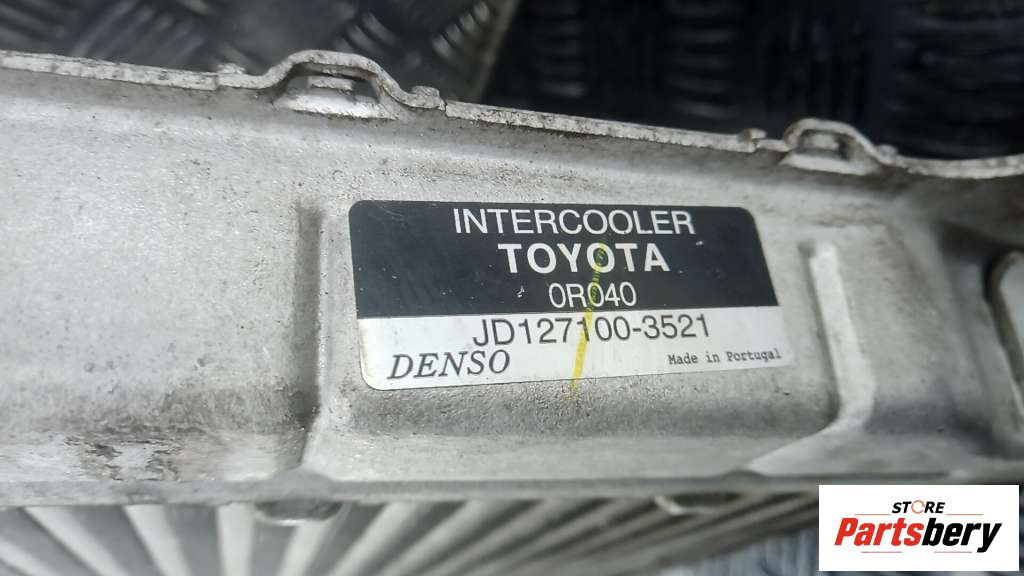 INTERCOOLER
TOYOTA
0R040
JD127100-3521
DENSO Made in Portugal
STORE
Partsbery